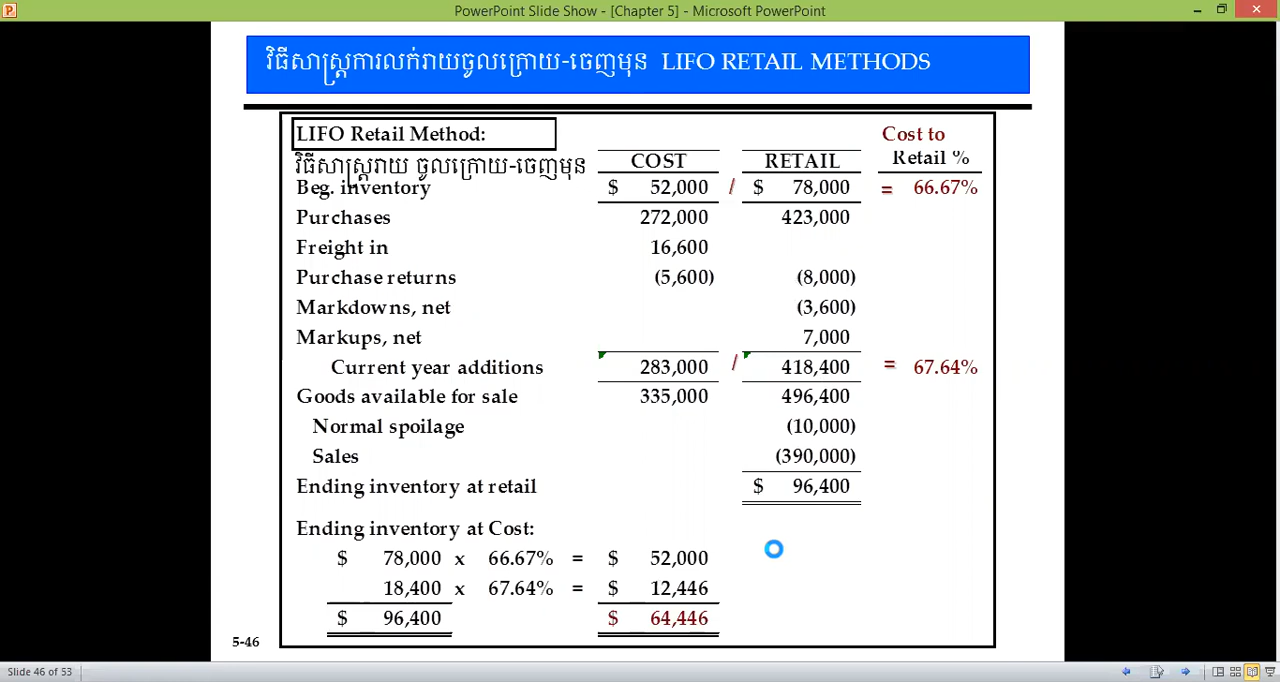 PowerPoint Slide Show - [Chapter 5] - Microsoft PowerPoint
វិធីសាស្ត្រការលក់រាយចូលក្រោយ-ចេញមុន LIFO RETAIL METHODS
LIFO Retail Method:
Cost to
វិធីសាស្ត្ររាយ ចូលក្រោយ-ចេញមុន COST RETAIL Retail %
Beg. inventory $ 52,000 / $ 78,000 = 66.67%
Purchases 272,000 423,000
Freight in 16,600
Purchase returns (5,600) (8,000)
Markdowns, net (3,600)
Markups, net 7,000
Current year additions 283,000 / 418,400 = 67.64%
Goods available for sale 335,000 496,400
Normal spoilage (10,000)
Sales (390,000)
Ending inventory at retail $ 96,400
Ending inventory at Cost:
$ 78,000 x 66.67% = $ 52,000
18,400 x 67.64% = $ 12,446
$ 96,400 $ 64,446
5-46
Slide 46 of 53